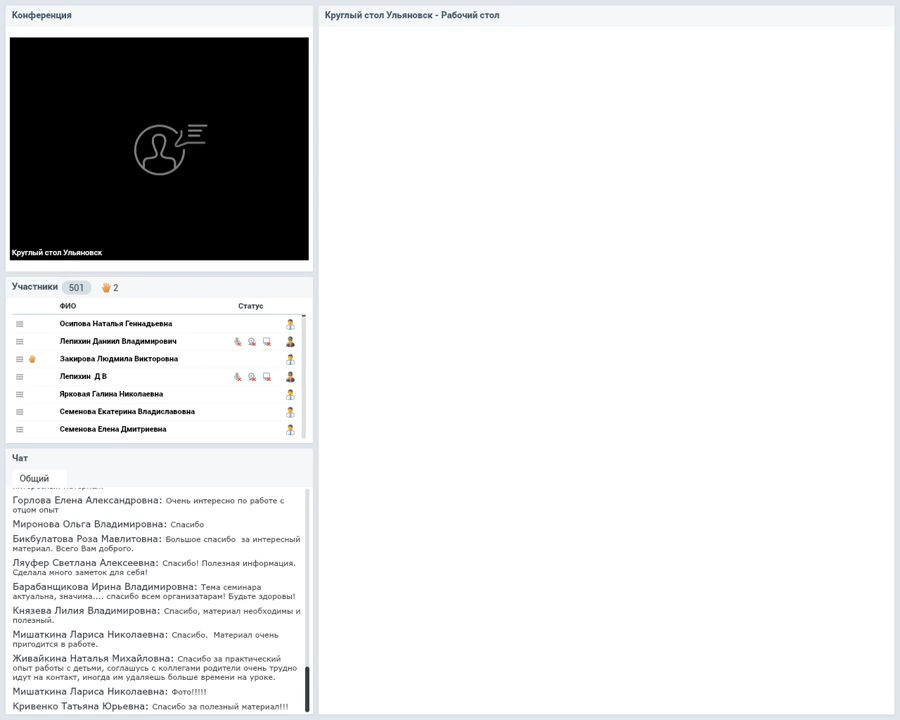 Конференция
Круглый стол Ульяновск
Участники 501 2
ФИО Статус
Осипова Наталья Геннадьевна
Лепихин Даниил Владимирович
Закирова Людмила Викторовна
Лепихин Д В
Ярковая Галина Николаевна
Семенова Екатерина Владиславовна
Семенова Елена Дмитриевна
Чат
Общий
Горлова Елена Александровна: Очень интересно по работе с
отцом опыт
Миронова Ольга Владимировна: Спасибо
Бикбулатова Роза Мавлитовна: Большое спасибо за интересный
материал. Всего Вам доброго.
Ляуфер Светлана Алексеевна: Спасибо! Полезная информация.
Сделала много заметок для себя!
Барабанщикова Ирина Владимировна: Тема семинара
актуальна, значима.... спасибо всем организатарам! Будьте здоровы!
Князева Лилия Владимировна: Спасибо, материал необходимы и
полезный.
Мишаткина Лариса Николаевна: Спасибо. Материал очень
пригодится в работе.
Живайкина Наталья Михайловна: Спасибо за практический
опыт работы с детьми, соглашусь с коллегами родители очень трудно
идут на контакт, иногда им удаляешь больше времени на уроке.
Мишаткина Лариса Николаевна: Фото!!!!!
Кривенко Татьяна Юрьевна: Спасибо за полезный материал!!!
Круглый стол Ульяновск - Рабочий стол